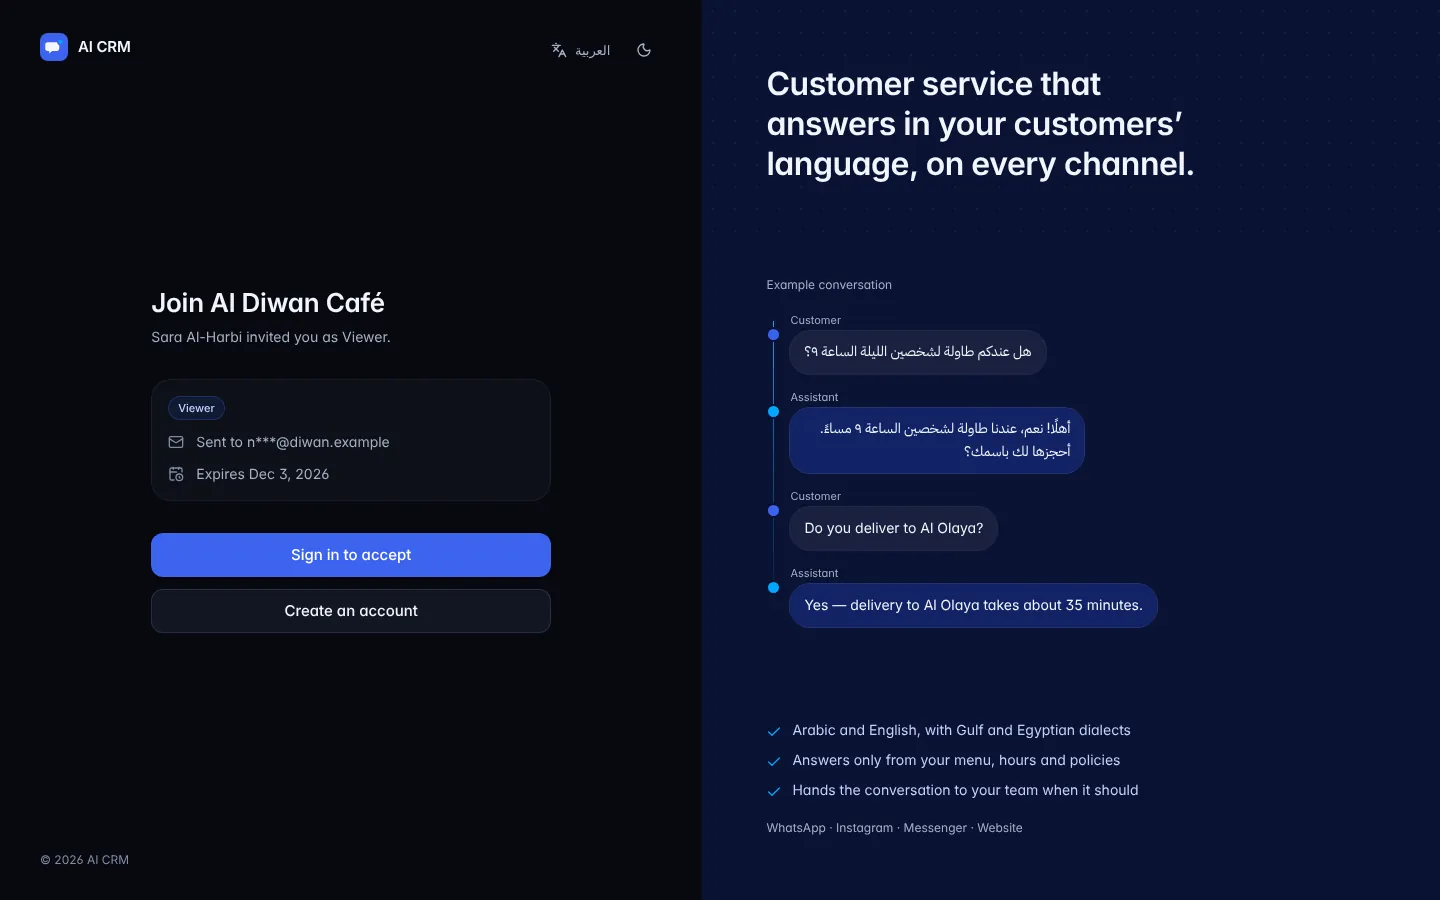 AI CRM
العربية
Join Al Diwan Café
Sara Al-Harbi invited you as Viewer.
Viewer
Sent to n***@diwan.example
Expires Dec 3, 2026
Sign in to accept
Create an account
© 2026 AI CRM
Customer service that
answers in your customers’
language, on every channel.
Example conversation
Customer
هل عندكم طاولة لشخصين الليلة الساعة ٩؟
Assistant
أهلًا! نعم، عندنا طاولة لشخصين الساعة ٩ مساءً.
أحجزها لك باسمك؟
Customer
Do you deliver to Al Olaya?
Assistant
Yes — delivery to Al Olaya takes about 35 minutes.
Arabic and English, with Gulf and Egyptian dialects
Answers only from your menu, hours and policies
Hands the conversation to your team when it should
WhatsApp · Instagram · Messenger · Website